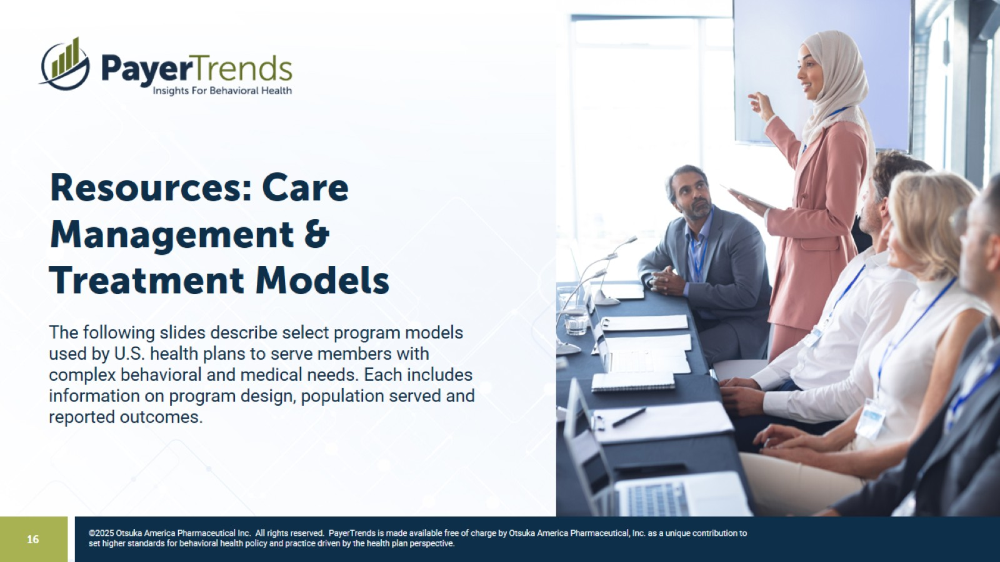 PayerTrends
Insights For Behavioral Health
Resources: Care
Management &
Treatment Models
The following slides describe select program models
used by U.S. health plans to serve members with
complex behavioral and medical needs. Each includes
information on program design, population served and
reported outcomes.
16
©2025 Otsuka America Pharmaceutical Inc.  All rights reserved.  PayerTrends is made available free of charge by Otsuka America Pharmaceutical, Inc. as a unique contribution to
set higher standards for behavioral health policy and practice driven by the health plan perspective.